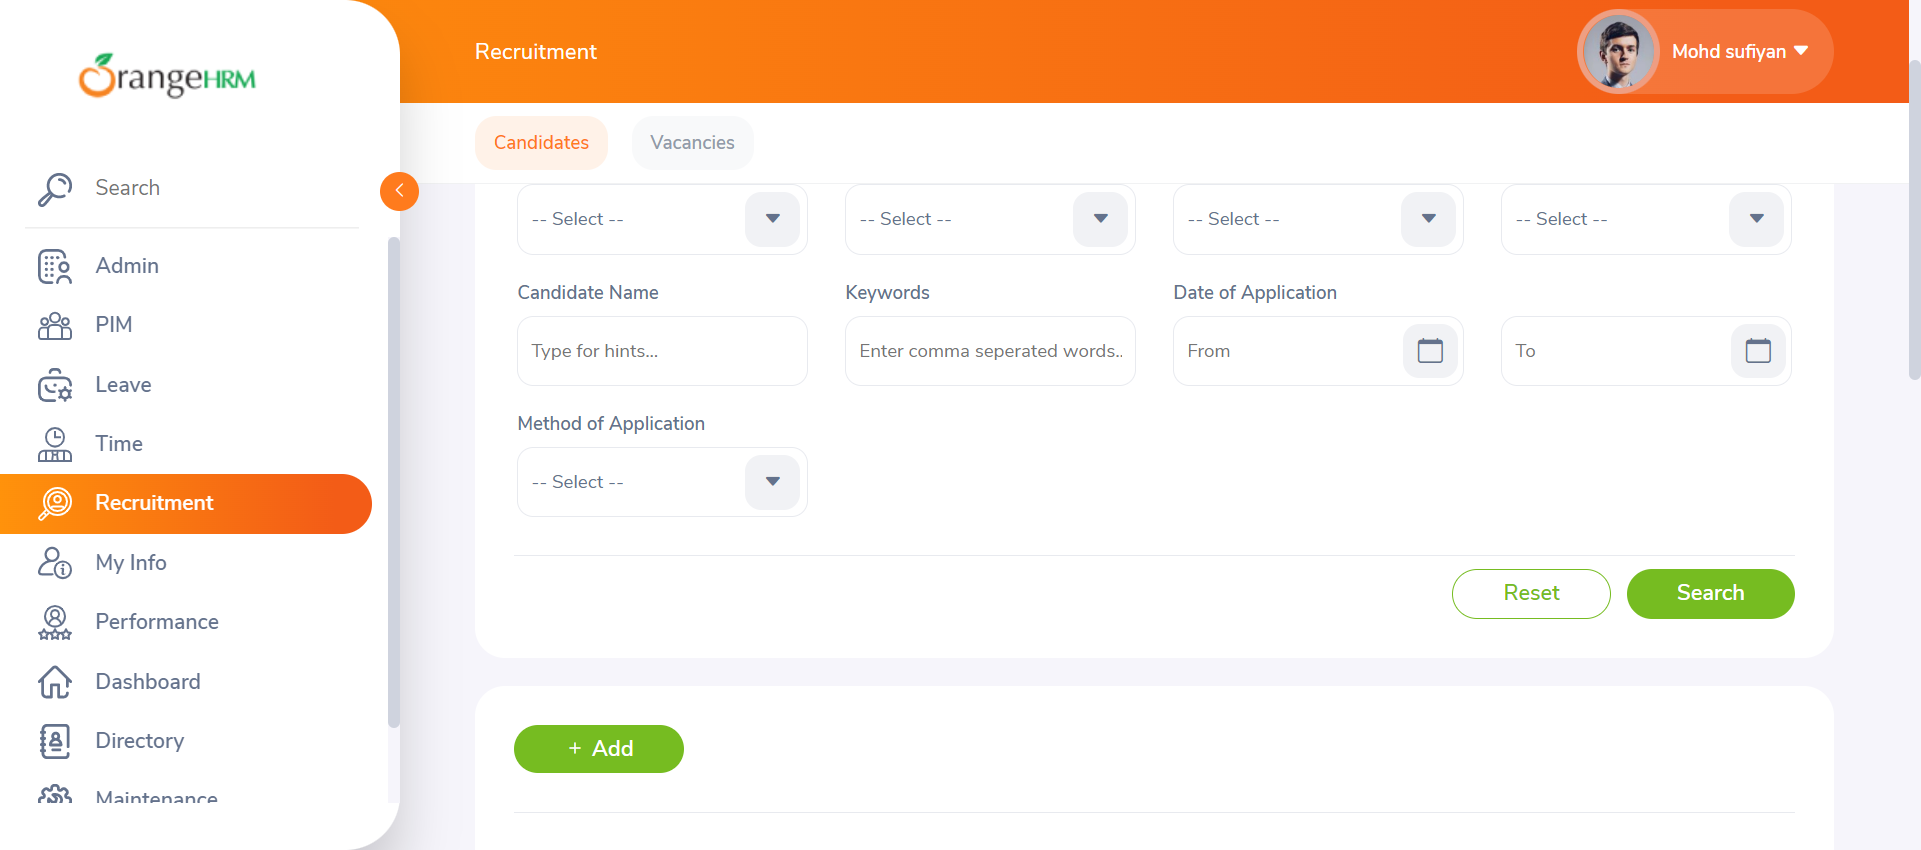 OrangeHRM
Recruitment
Mohd sufiyan
Candidates
Vacancies
Search
Admin
PIM
Leave
Time
Recruitment
My Info
Performance
Dashboard
Directory
Maintenance
-- Select --
-- Select --
-- Select --
-- Select --
Candidate Name
Keywords
Date of Application
Type for hints...
Enter comma seperated words..
From
To
Method of Application
-- Select --
Reset
Search
+ Add